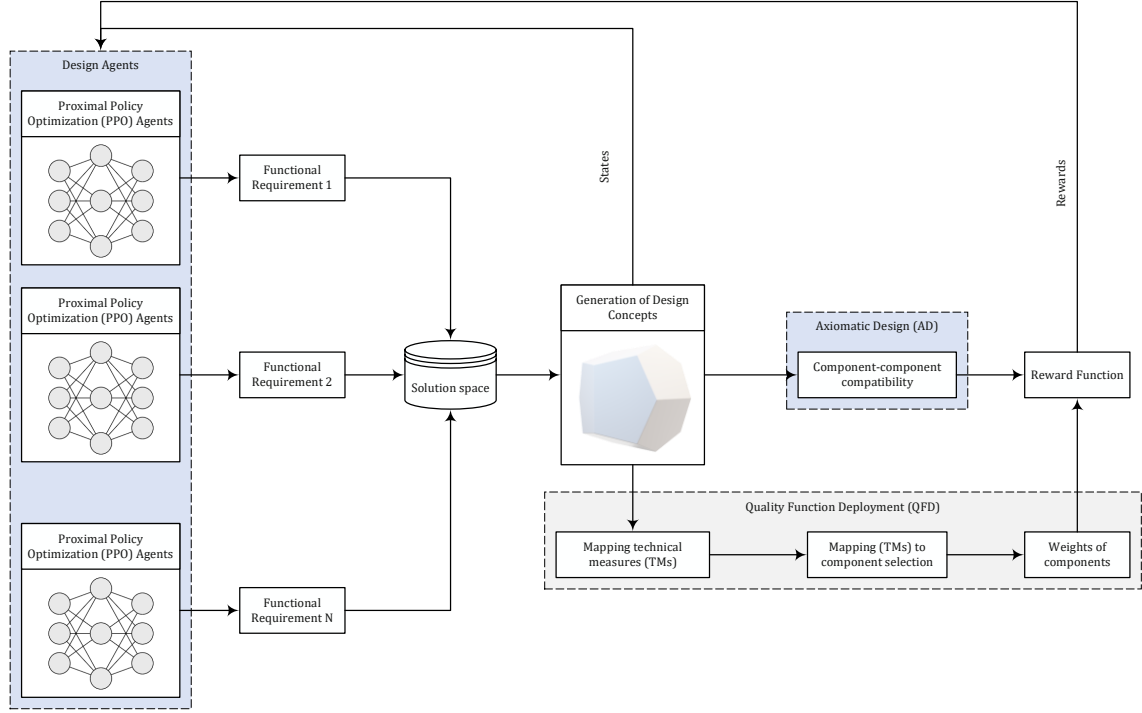 Design Agents
Proximal Policy
Optimization (PPO) Agents
Functional
Requirement 1
States
Rewards
Proximal Policy
Optimization (PPO) Agents
Functional
Requirement 2
Solution space
Generation of Design
Concepts
Axiomatic Design (AD)
Component-component
compatibility
Reward Function
Quality Function Deployment (QFD)
Mapping technical
measures (TMs)
Mapping (TMs) to
component selection
Weights of
components
Proximal Policy
Optimization (PPO) Agents
Functional
Requirement N